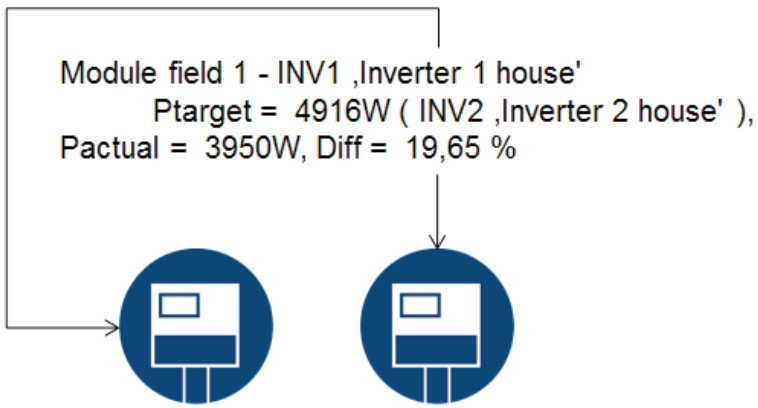 Module field 1 - INV1 ,Inverter 1 house'
Ptarget = 4916W ( INV2 ,Inverter 2 house' ),
Pactual = 3950W, Diff = 19,65 %